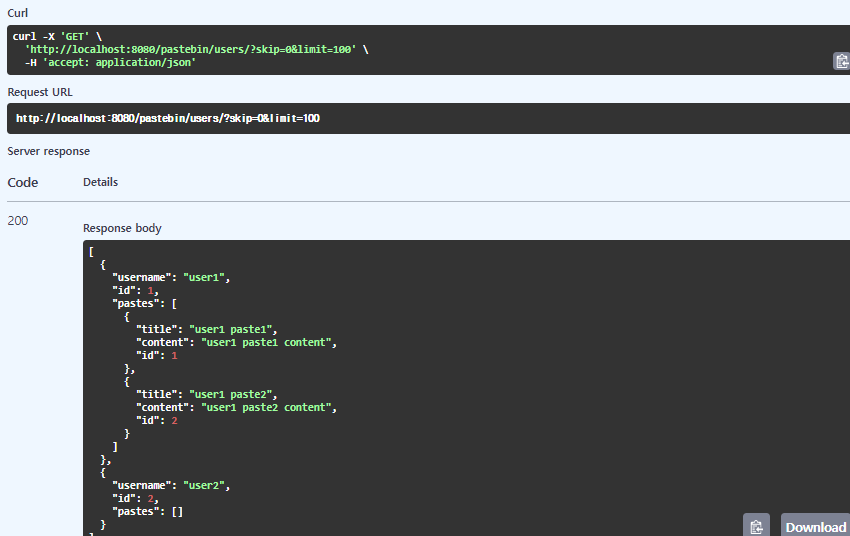 Curl
curl -X 'GET' \
  'http://localhost:8080/pastebin/users/?skip=0&limit=100' \
  -H 'accept: application/json'
Request URL
http://localhost:8080/pastebin/users/?skip=0&limit=100
Server response
Code Details
200
Response body
[
  {
    "username": "user1",
    "id": 1,
    "pastes": [
      {
        "title": "user1 paste1",
        "content": "user1 paste1 content",
        "id": 1
      },
      {
        "title": "user1 paste2",
        "content": "user1 paste2 content",
        "id": 2
      }
    ]
  },
  {
    "username": "user2",
    "id": 2,
    "pastes": []
  }
]
Download